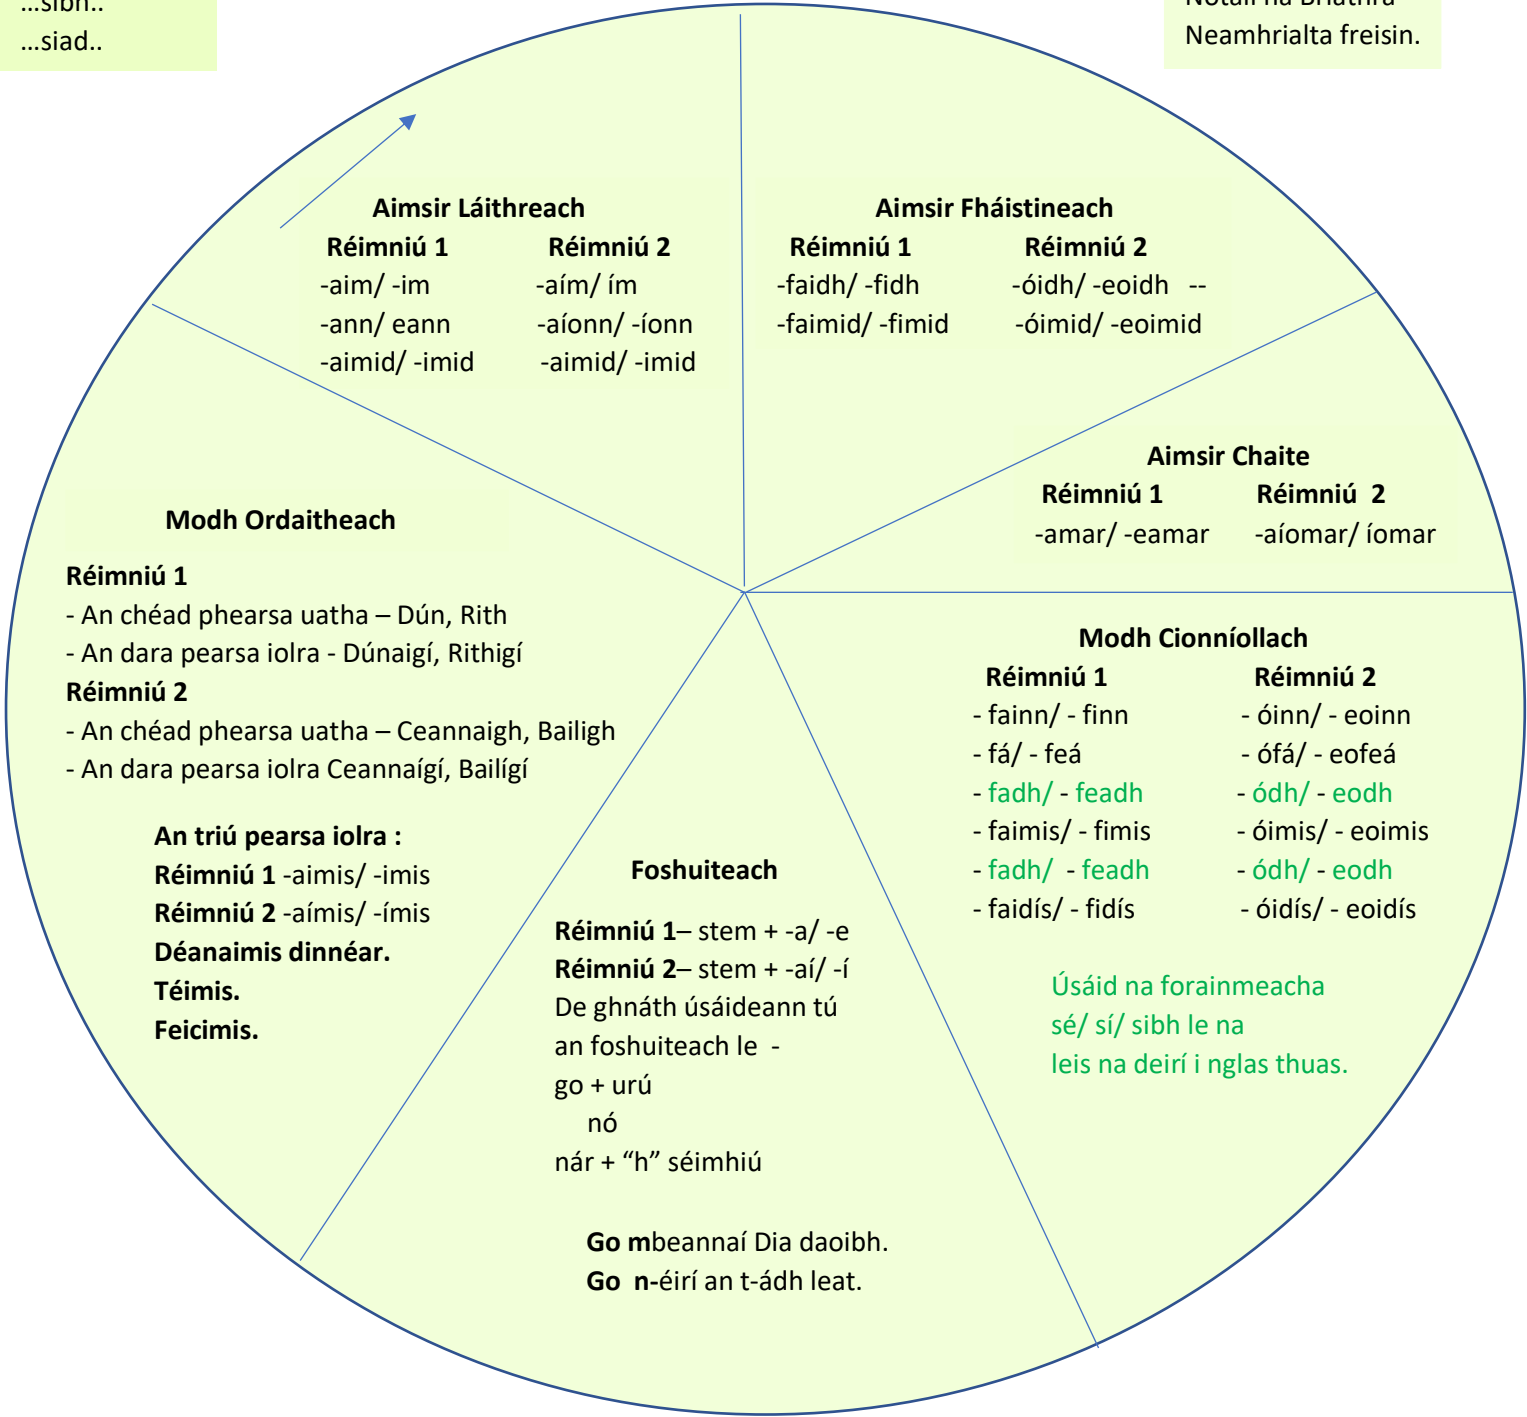 ...sibh..
...siad..
Nótaí na Briathra
Neamhrialta freisin.
Aimsir Láithreach
Réimniú 1 Réimniú 2
-aim/ -im -aím/ ím
-ann/ eann -aíonn/ -íonn
-aimid/ -imid -aimid/ -imid
Aimsir Fháistineach
Réimniú 1 Réimniú 2
-faidh/ -fidh -óidh/ -eoidh --
-faimid/ -fimid -óimid/ -eoimid
Aimsir Chaite
Réimniú 1 Réimniú 2
-amar/ -eamar -aíomar/ íomar
Modh Ordaitheach
Réimniú 1
- An chéad phearsa uatha – Dún, Rith
- An dara pearsa iolra - Dúnaigí, Rithigí
Réimniú 2
- An chéad phearsa uatha – Ceannaigh, Bailigh
- An dara pearsa iolra Ceannaígí, Bailígí
An triú pearsa iolra :
Réimniú 1 -aimis/ -imis
Réimniú 2 -aímis/ -ímis
Déanaimis dinnéar.
Téimis.
Feicimis.
Foshuiteach
Réimniú 1– stem + -a/ -e
Réimniú 2– stem + -aí/ -í
De ghnáth úsáideann tú
an foshuiteach le -
go + urú
nó
nár + “h” séimhiú
Go mbeannaí Dia daoibh.
Go n-éirí an t-ádh leat.
Modh Cionníollach
Réimniú 1 Réimniú 2
- fainn/ - finn - óinn/ - eoinn
- fá/ - feá - ófá/ - eofeá
- fadh/ - feadh - ódh/ - eodh
- faimis/ - fimis - óimis/ - eoimis
- fadh/ - feadh - ódh/ - eodh
- faidís/ - fidís - óidís/ - eoidís
Úsáid na forainmeacha
sé/ sí/ sibh le na
leis na deirí i nglas thuas.